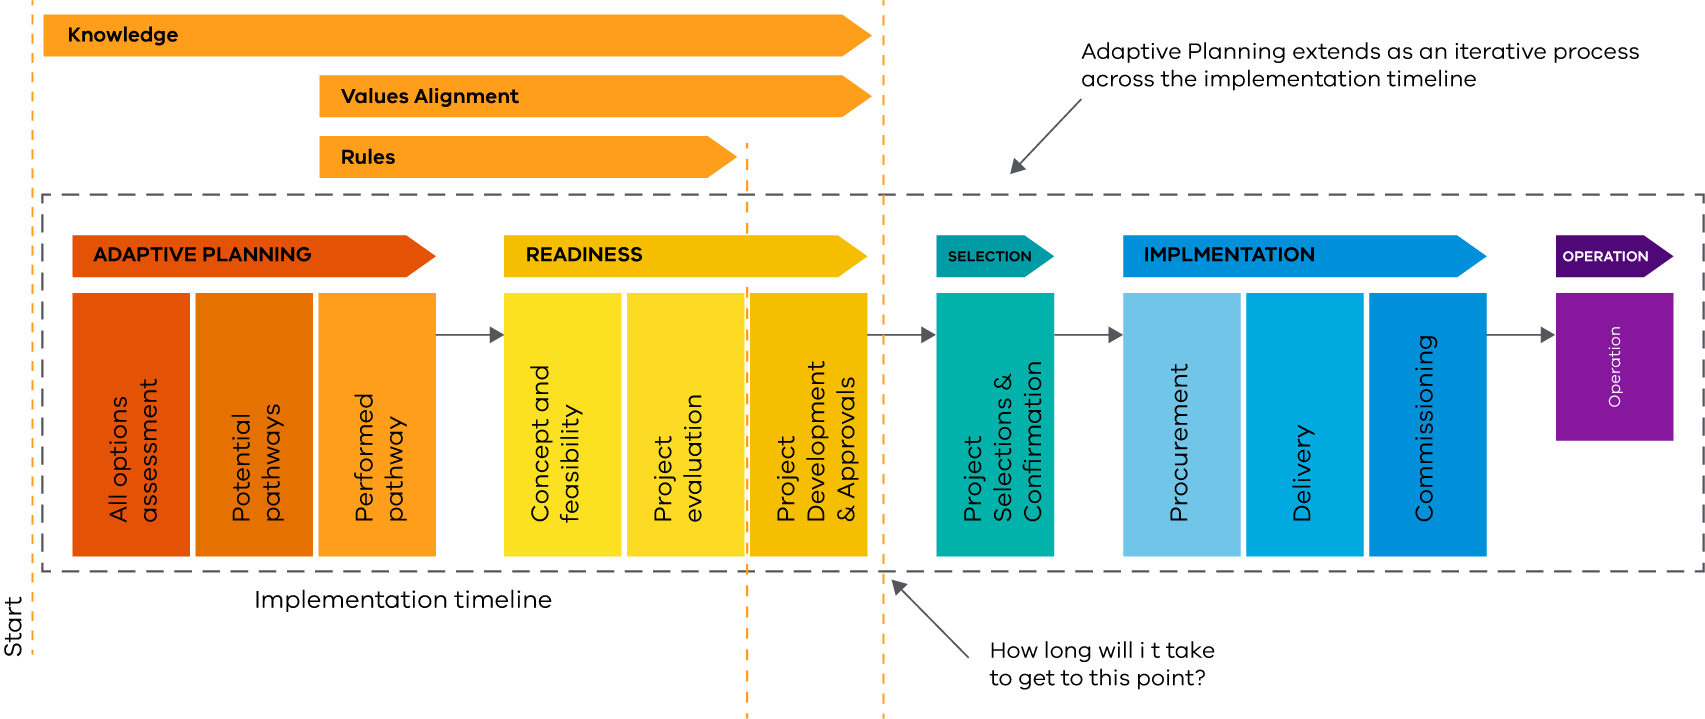 Knowledge
Values Alignment
Rules
Adaptive Planning extends as an iterative process
across the implementation timeline
ADAPTIVE PLANNING
READINESS
SELECTION
IMPLMENTATION
OPERATION
All options
assessment
Potential
pathways
Performed
pathway
Concept and
feasibility
Project
evaluation
Project
Development
& Approvals
Project
Selections &
Confirmation
Procurement
Delivery
Commissioning
Operation
Start
Implementation timeline
How long will i t take
to get to this point?